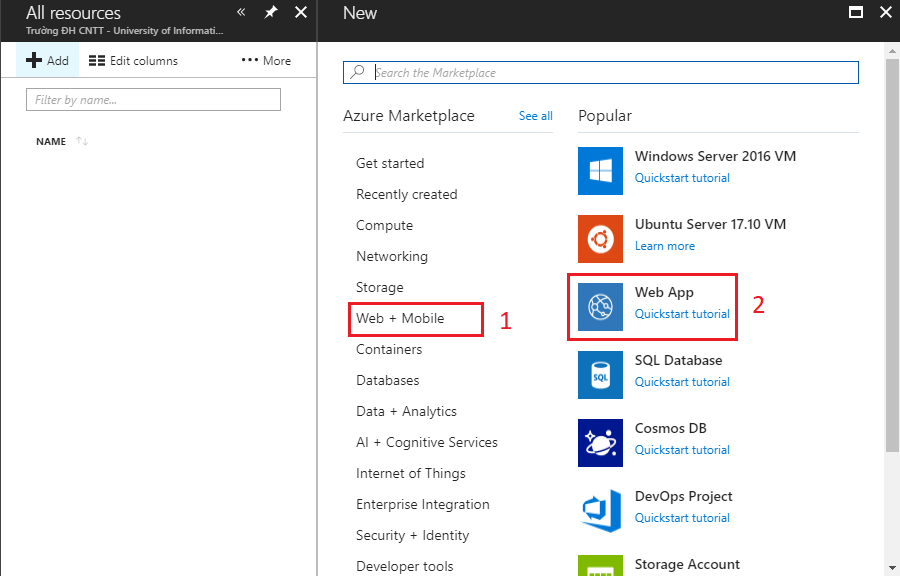 All resources
Trường ĐH CNTT - University of Informati...
Add
Edit columns
••• More
Filter by name...
NAME
New
Search the Marketplace
Azure Marketplace
See all
Get started
Recently created
Compute
Networking
Storage
Web + Mobile
1
Containers
Databases
Data + Analytics
AI + Cognitive Services
Internet of Things
Enterprise Integration
Security + Identity
Developer tools
Popular
Windows Server 2016 VM
Quickstart tutorial
Ubuntu Server 17.10 VM
Learn more
Web App
Quickstart tutorial
2
SQL
SQL Database
Quickstart tutorial
Cosmos DB
Quickstart tutorial
DevOps Project
Quickstart tutorial
Storage Account